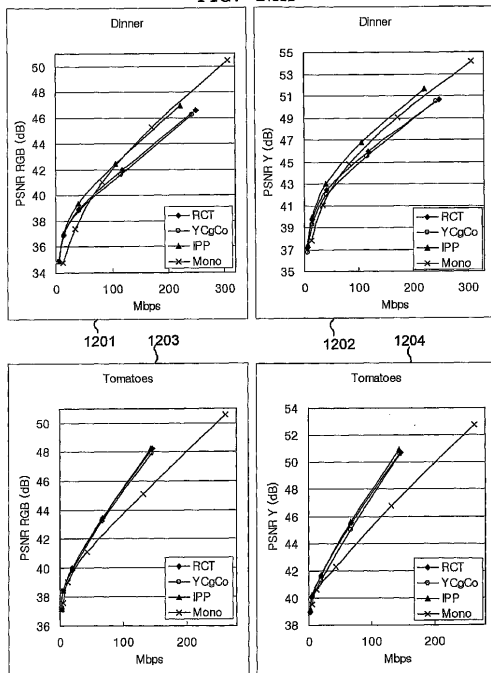 FIG.
Dinner
50
48
46
44
42
40
38
36
34
PSNR RGB (dB)
RCT
YCgCo
IPP
Mono
0 100 200 300
Mbps
Dinner
55
53
51
49
47
45
43
41
39
37
35
PSNR Y (dB)
RCT
YCgCo
IPP
Mono
0 100 200 300
Mbps
1201 1203
1202 1204
Tomatoes
50
48
46
44
42
40
38
36
PSNR RGB (dB)
RCT
YCgCo
IPP
Mono
0 100 200
Mbps
Tomatoes
54
52
50
48
46
44
42
40
38
PSNR Y (dB)
RCT
YCgCo
IPP
Mono
0 100 200
Mbps